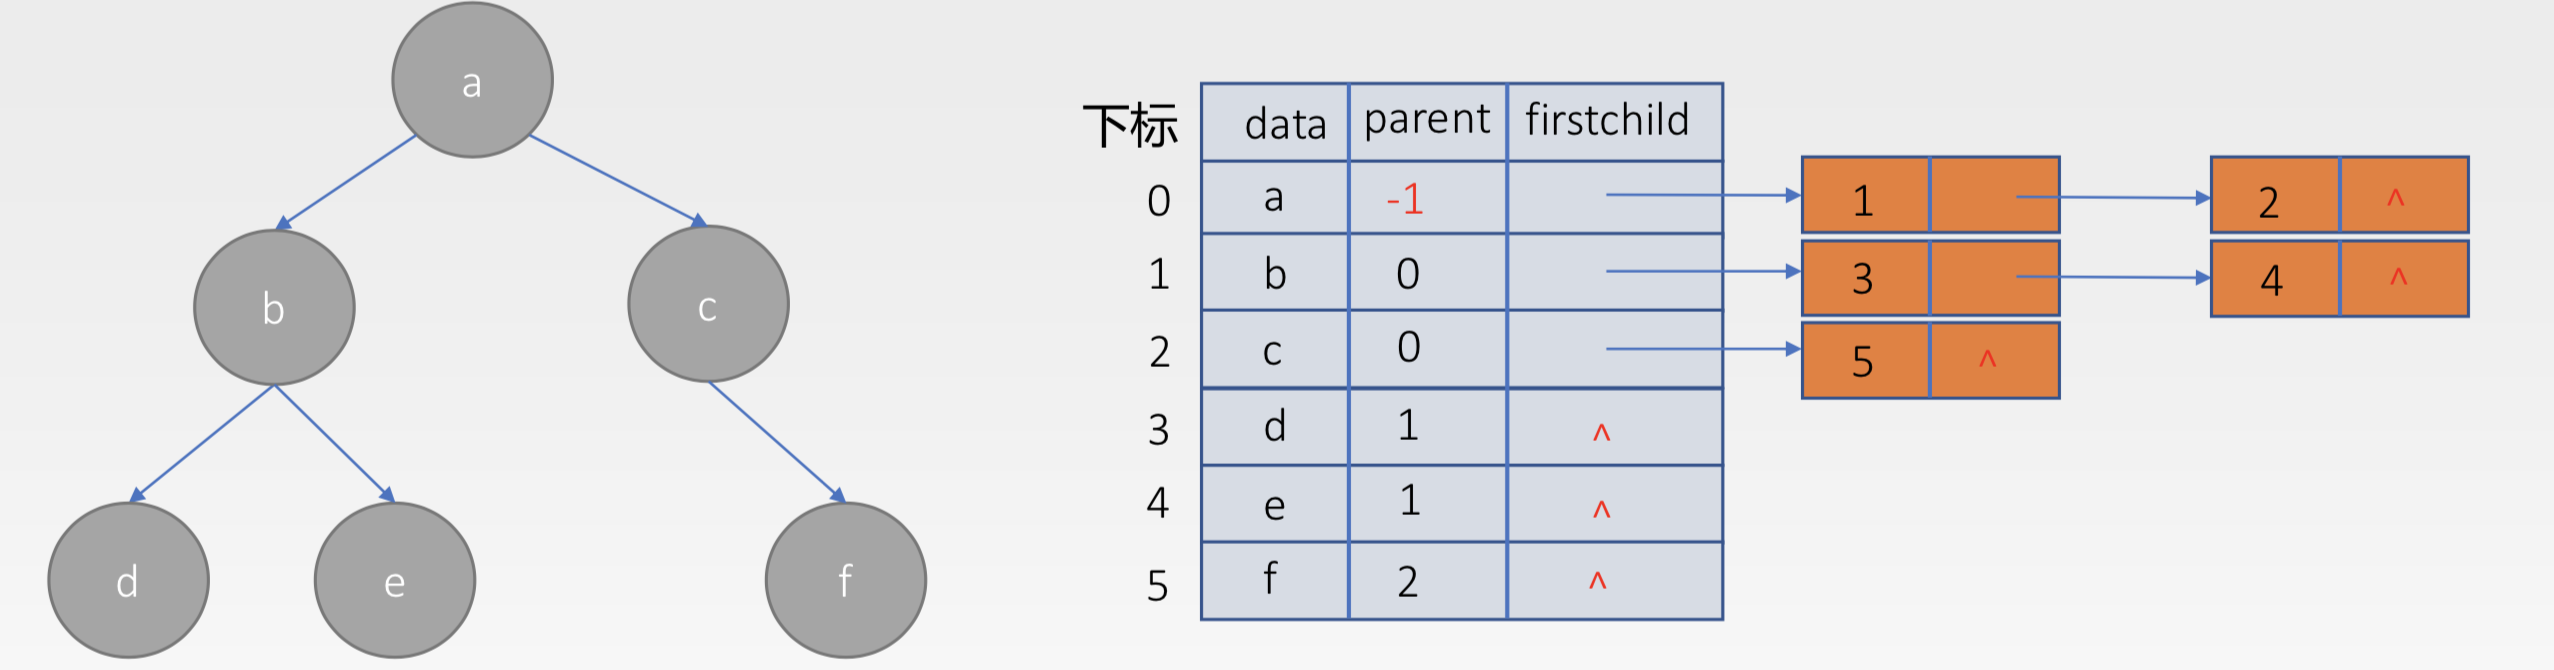 a
b c
d e f
下标 data parent firstchild
0 a -1 1 2 ^
1 b 0 3 4 ^
2 c 0 5 ^
3 d 1 ^
4 e 1 ^
5 f 2 ^